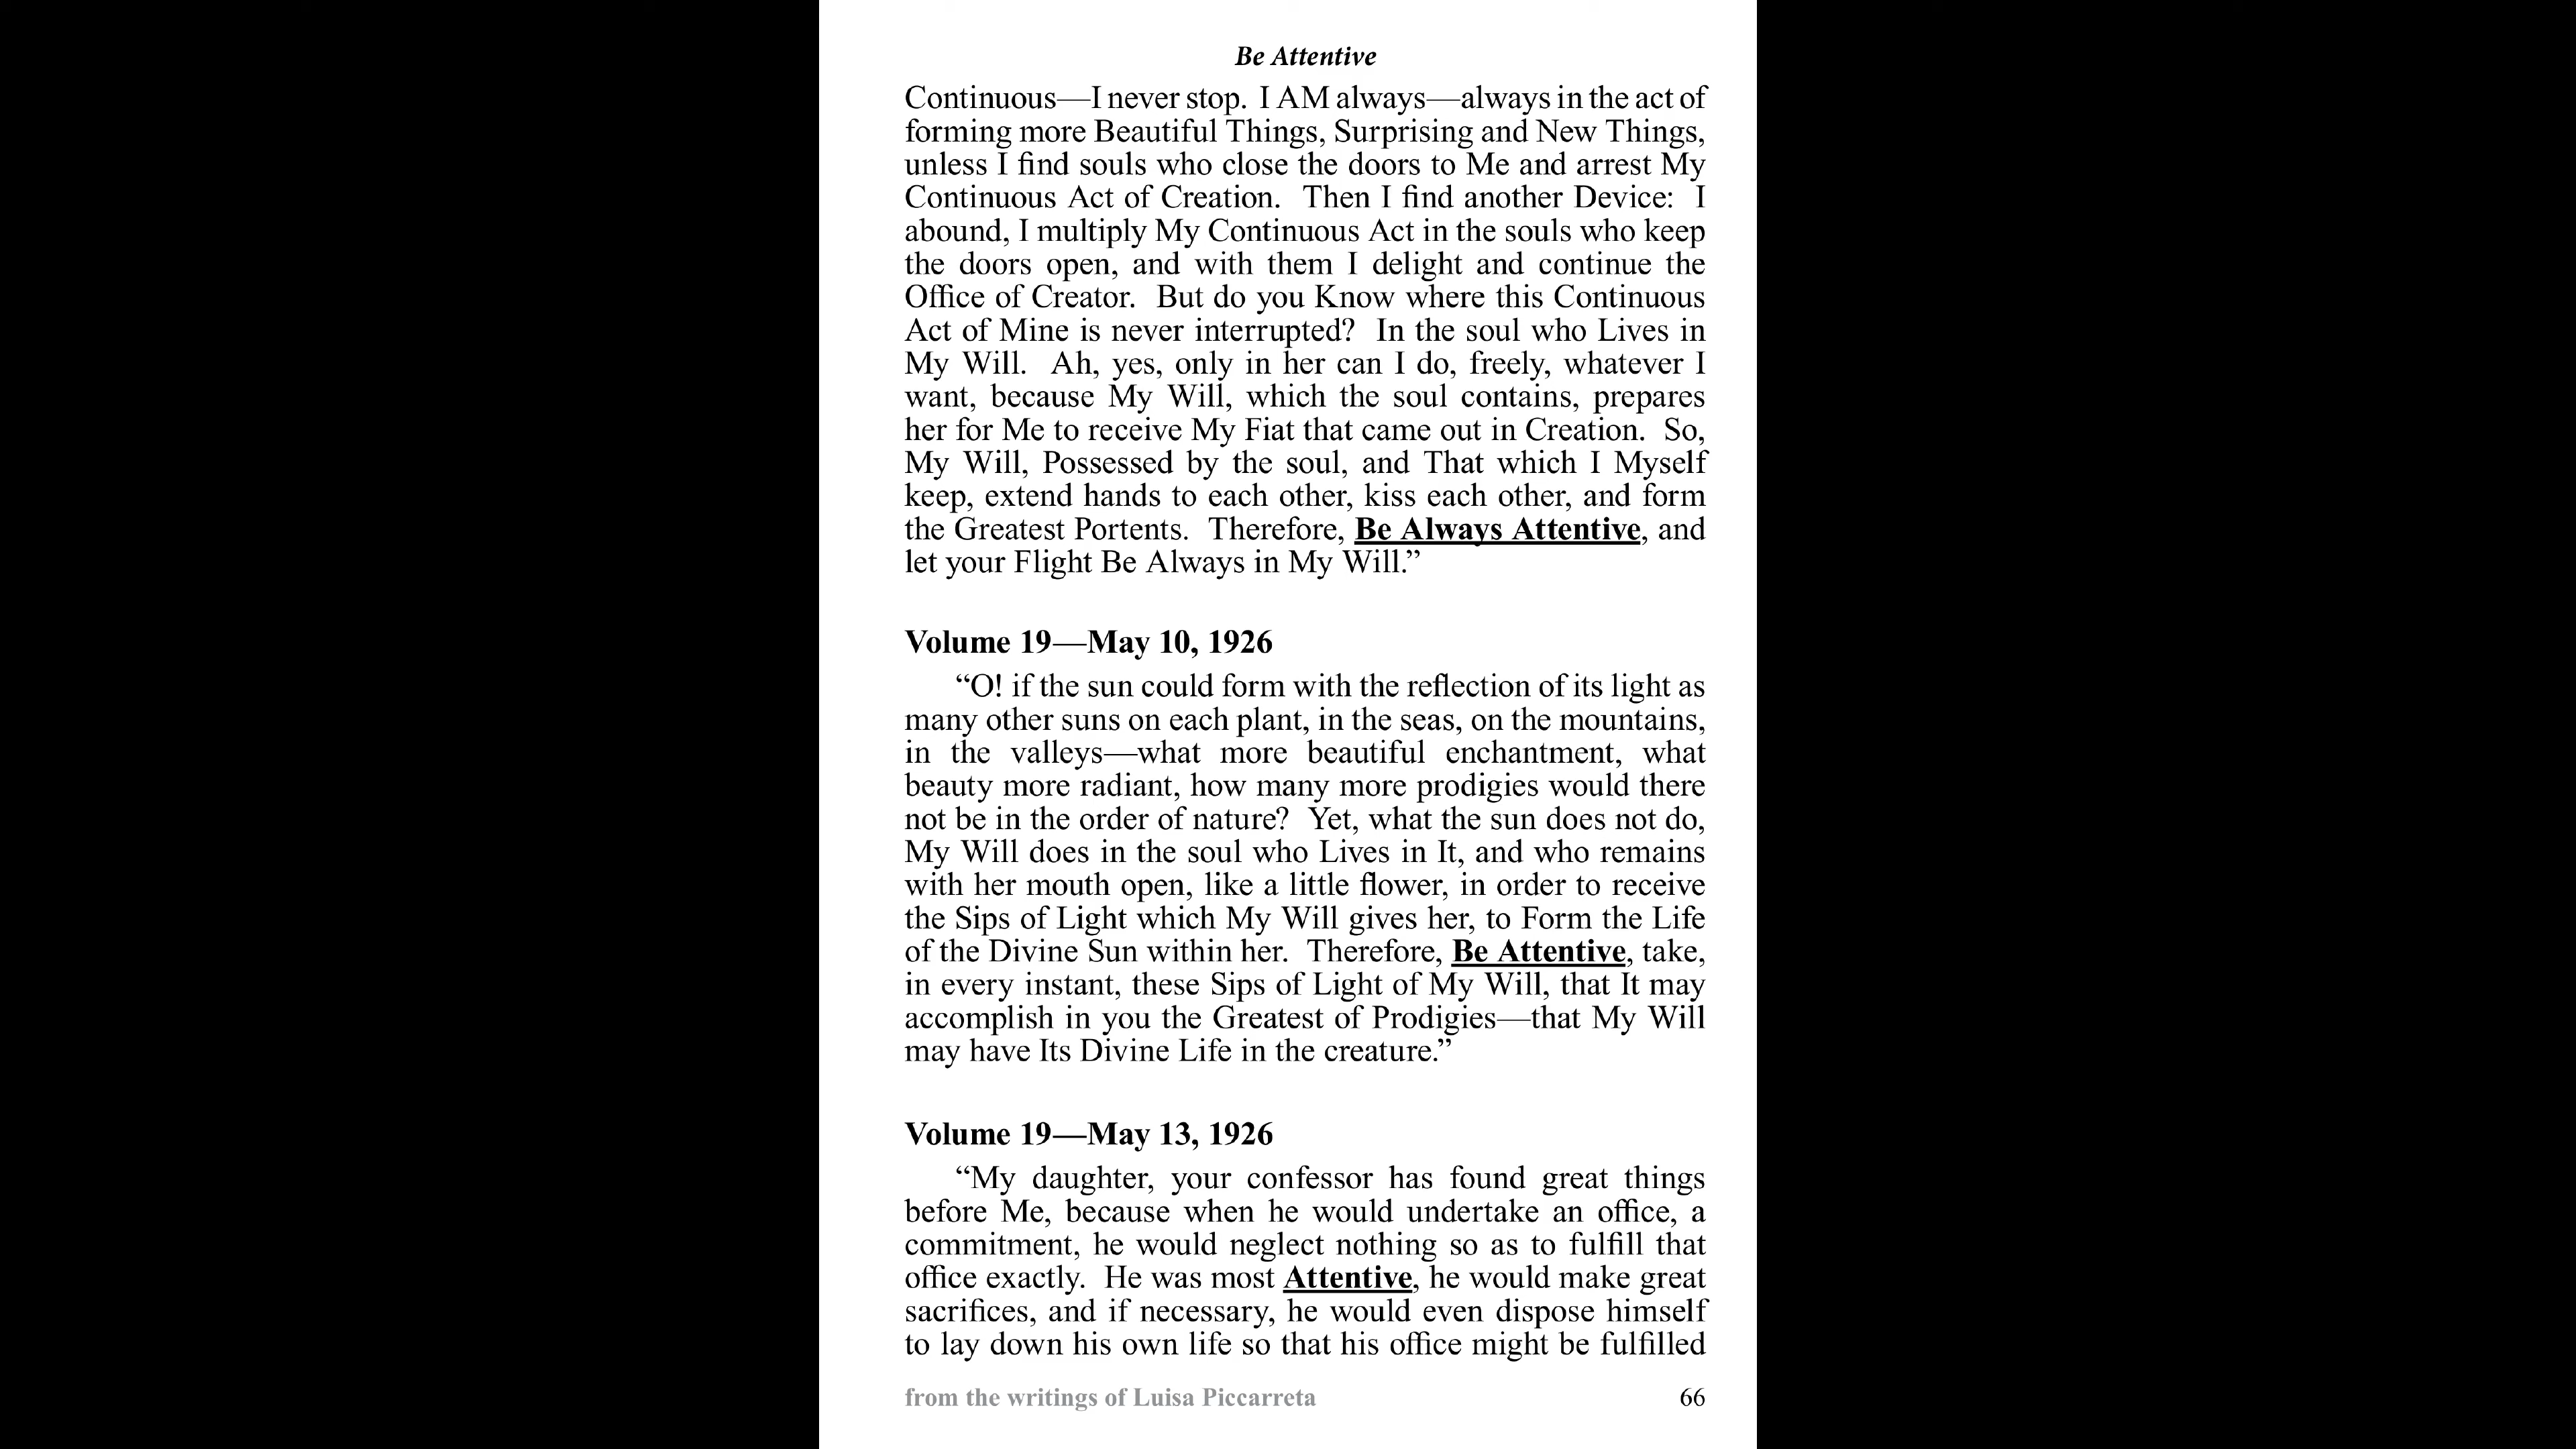 Be Attentive
Continuous—I never stop. I AM always—always in the act of
forming more Beautiful Things, Surprising and New Things,
unless I find souls who close the doors to Me and arrest My
Continuous Act of Creation. Then I find another Device: I
abound, I multiply My Continuous Act in the souls who keep
the doors open, and with them I delight and continue the
Office of Creator. But do you Know where this Continuous
Act of Mine is never interrupted? In the soul who Lives in
My Will. Ah, yes, only in her can I do, freely, whatever I
want, because My Will, which the soul contains, prepares
her for Me to receive My Fiat that came out in Creation. So,
My Will, Possessed by the soul, and That which I Myself
keep, extend hands to each other, kiss each other, and form
the Greatest Portents. Therefore, Be Always Attentive, and
let your Flight Be Always in My Will.”
Volume 19—May 10, 1926
“O! if the sun could form with the reflection of its light as
many other suns on each plant, in the seas, on the mountains,
in the valleys—what more beautiful enchantment, what
beauty more radiant, how many more prodigies would there
not be in the order of nature? Yet, what the sun does not do,
My Will does in the soul who Lives in It, and who remains
with her mouth open, like a little flower, in order to receive
the Sips of Light which My Will gives her, to Form the Life
of the Divine Sun within her. Therefore, Be Attentive, take,
in every instant, these Sips of Light of My Will, that It may
accomplish in you the Greatest of Prodigies—that My Will
may have Its Divine Life in the creature.”
Volume 19—May 13, 1926
“My daughter, your confessor has found great things
before Me, because when he would undertake an office, a
commitment, he would neglect nothing so as to fulfill that
office exactly. He was most Attentive, he would make great
sacrifices, and if necessary, he would even dispose himself
to lay down his own life so that his office might be fulfilled
from the writings of Luisa Piccarreta
66